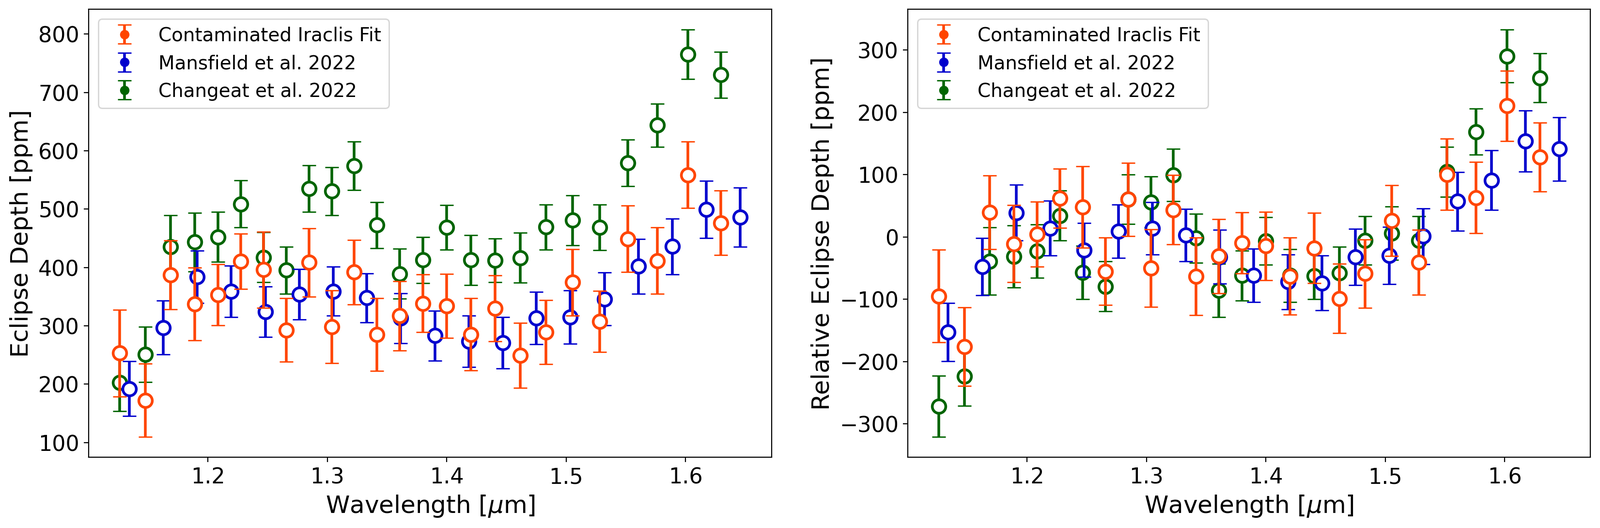 Contaminated Iraclis Fit
Mansfield et al. 2022
Changeat et al. 2022
Eclipse Depth [ppm]
800
700
600
500
400
300
200
100
1.2 1.3 1.4 1.5 1.6
Wavelength [μm]
Contaminated Iraclis Fit
Mansfield et al. 2022
Changeat et al. 2022
Relative Eclipse Depth [ppm]
300
200
100
0
−100
−200
−300
1.2 1.3 1.4 1.5 1.6
Wavelength [μm]